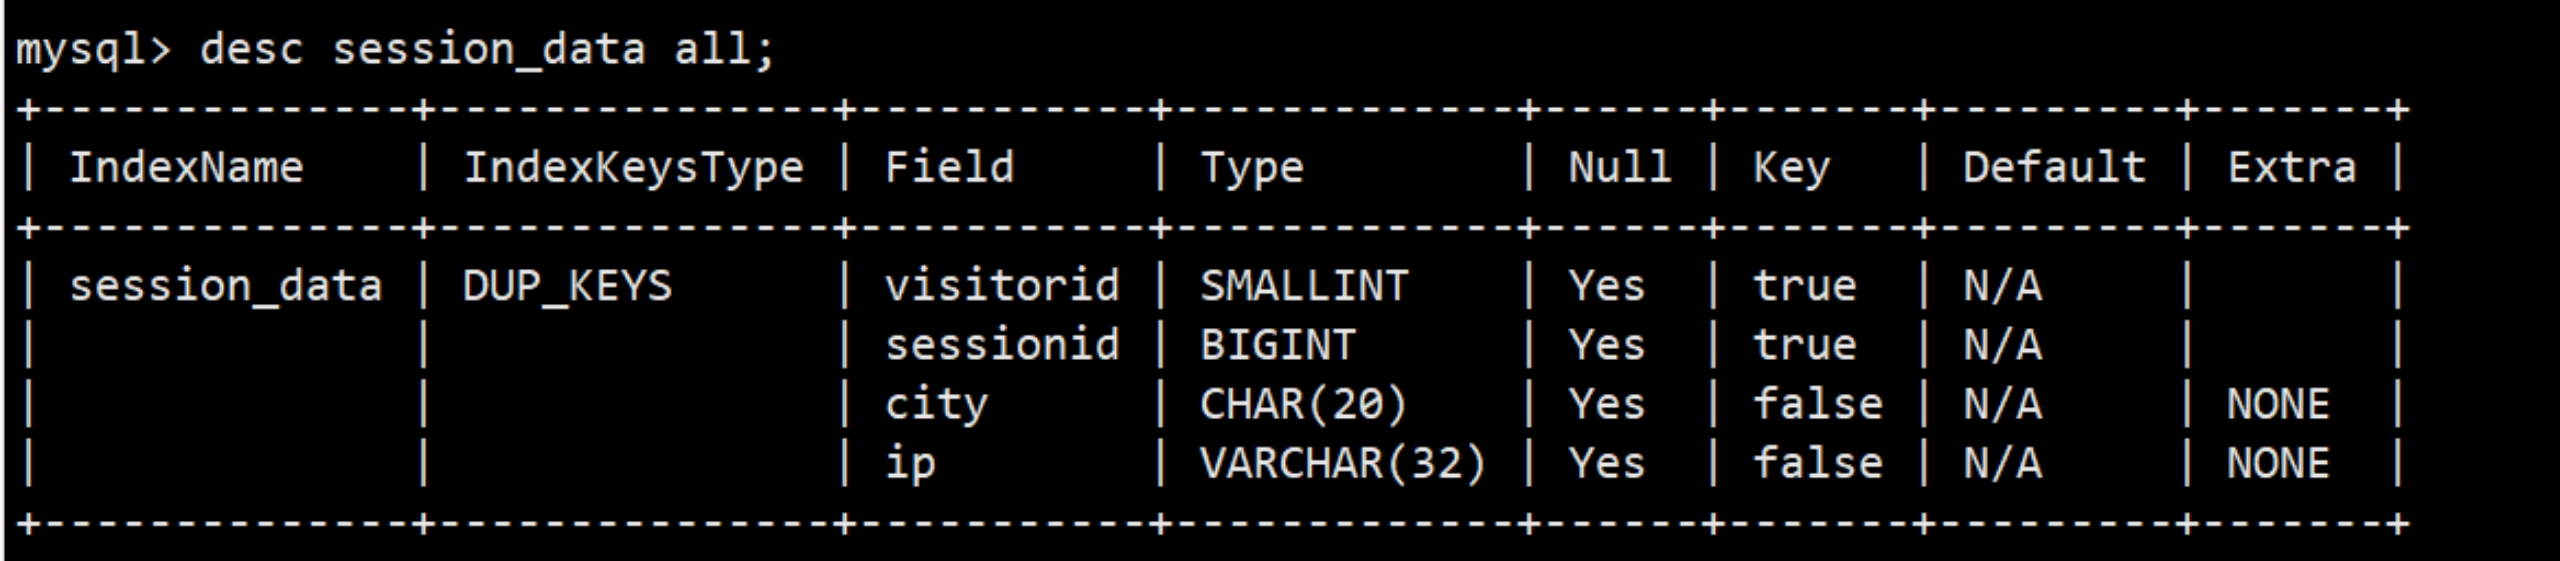 mysql> desc session_data all;
+--------------+---------------+-----------+-------------+------+-------+---------+-------+
| IndexName    | IndexKeysType | Field     | Type        | Null | Key   | Default | Extra |
+--------------+---------------+-----------+-------------+------+-------+---------+-------+
| session_data | DUP_KEYS      | visitorid | SMALLINT    | Yes  | true  | N/A     |       |
|              |               | sessionid | BIGINT      | Yes  | true  | N/A     |       |
|              |               | city      | CHAR(20)    | Yes  | false | N/A     | NONE  |
|              |               | ip        | VARCHAR(32) | Yes  | false | N/A     | NONE  |
+--------------+---------------+-----------+-------------+------+-------+---------+-------+